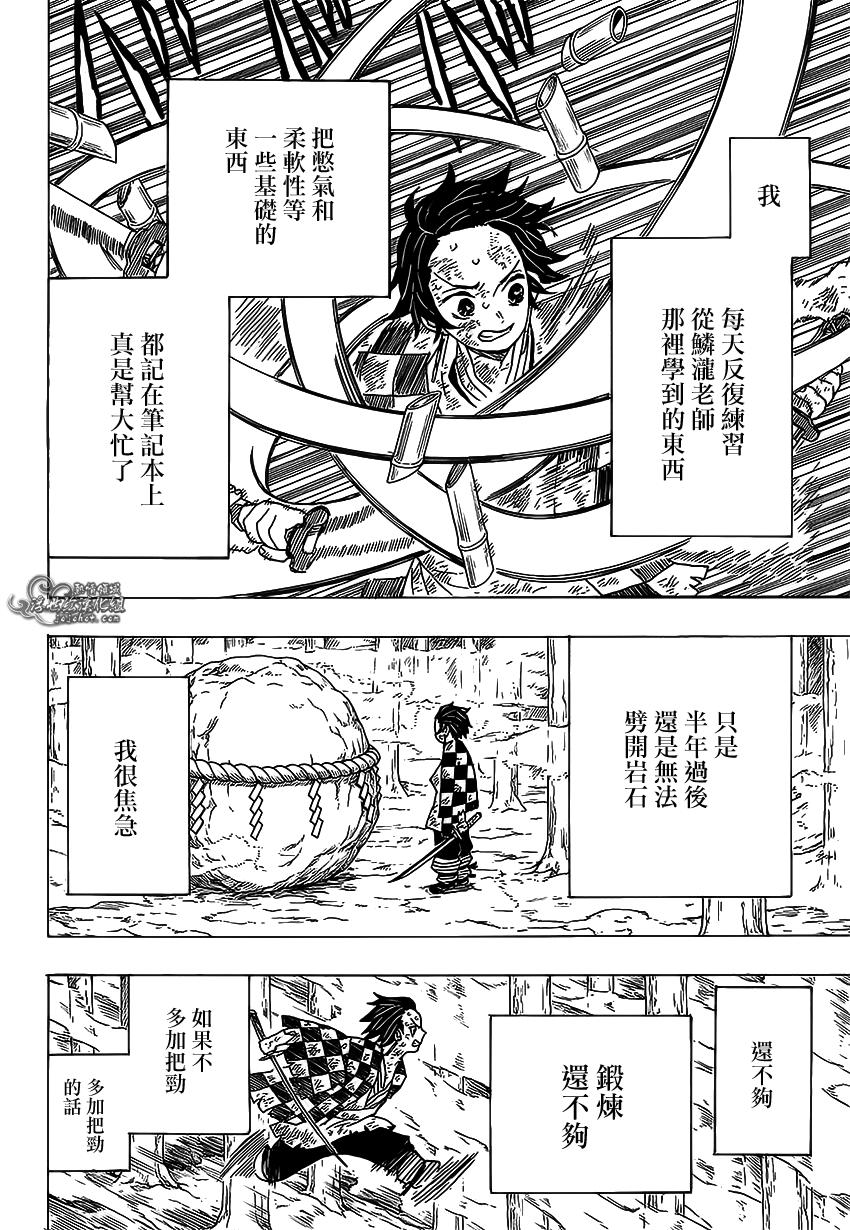 我
每天反復練習
從鱗瀧老師
那裡學到的東西
把憋氣和
柔軟性等
一些基礎的
東西
都記在筆記本上
真是幫大忙了
只是
半年過後
還是無法
劈開岩石
我很焦急
還不夠
鍛煉
還不夠
如果不
多加把勁
多加把勁
的話